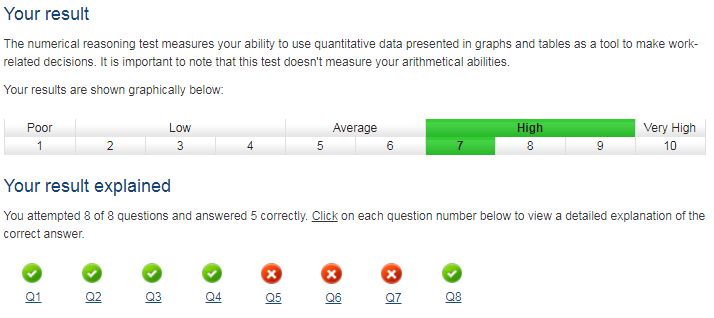 Your result
The numerical reasoning test measures your ability to use quantitative data presented in graphs and tables as a tool to make work-
related decisions. It is important to note that this test doesn't measure your arithmetical abilities.
Your results are shown graphically below:
Poor Low Average High Very High
1 2 3 4 5 6 7 8 9 10
Your result explained
You attempted 8 of 8 questions and answered 5 correctly. Click on each question number below to view a detailed explanation of the
correct answer.
Q1 Q2 Q3 Q4 Q5 Q6 Q7 Q8